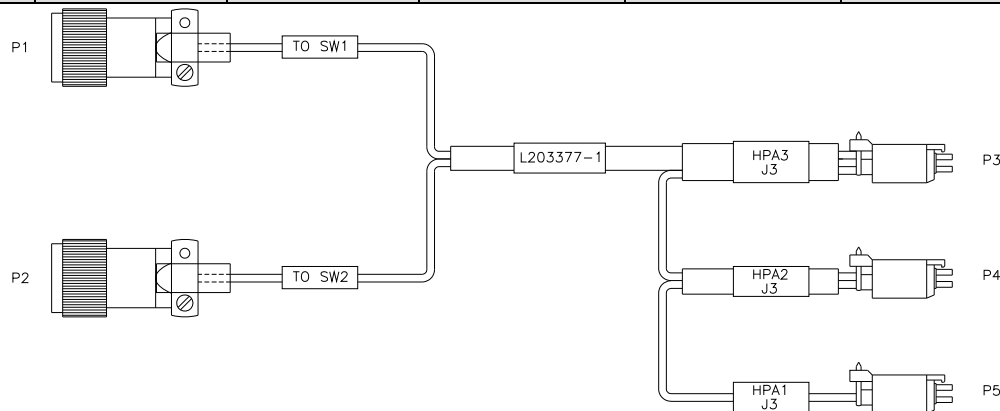 P1
TO SW1
L203377-1
HPA3
J3
P3
P2
TO SW2
HPA2
J3
P4
HPA1
J3
P5